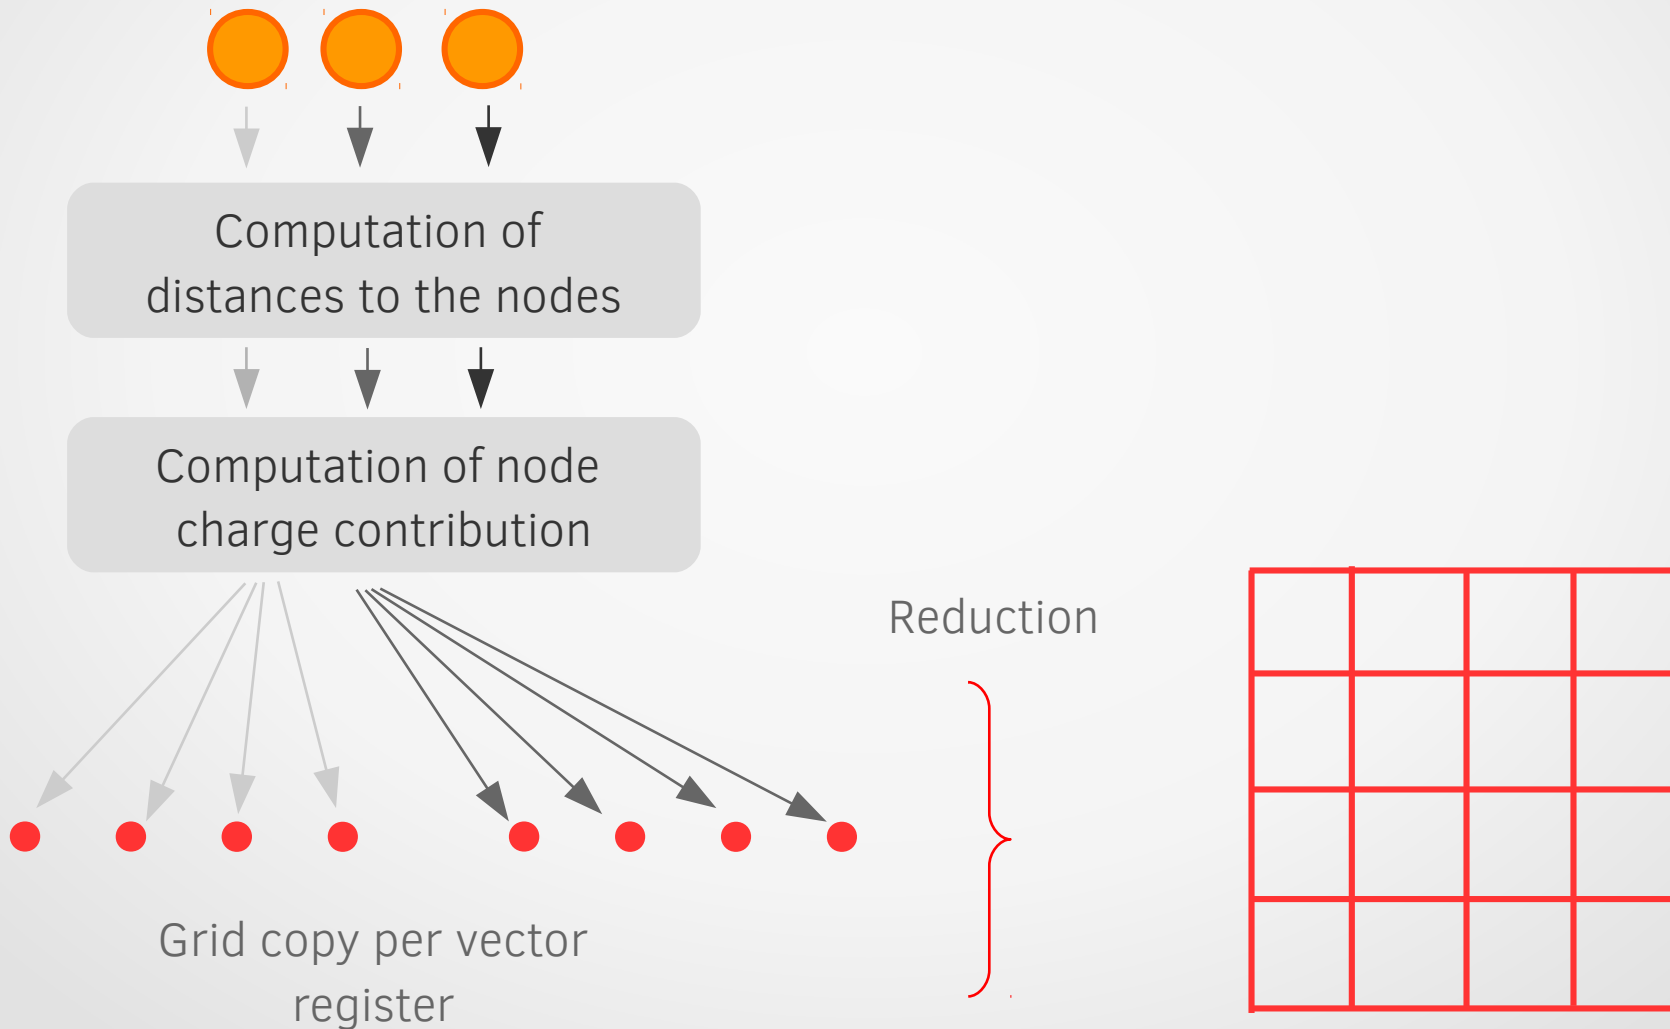 Computation of
distances to the nodes
Computation of node
charge contribution
Reduction
Grid copy per vector
register